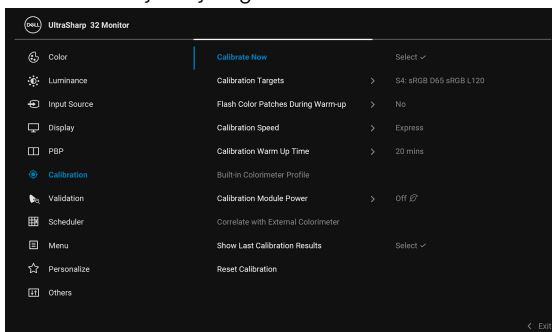 DELL UltraSharp 32 Monitor
Color Calibrate Now Select
Luminance Calibration Targets S4: sRGB D65 sRGB L120
Input Source Flash Color Patches During Warm-up No
Display Calibration Speed Express
PBP Calibration Warm Up Time 20 mins
Calibration Built-in Colorimeter Profile
Validation Calibration Module Power Off
Scheduler Correlate with External Colorimeter
Menu Show Last Calibration Results Select
Personalize Reset Calibration
Others
Exit